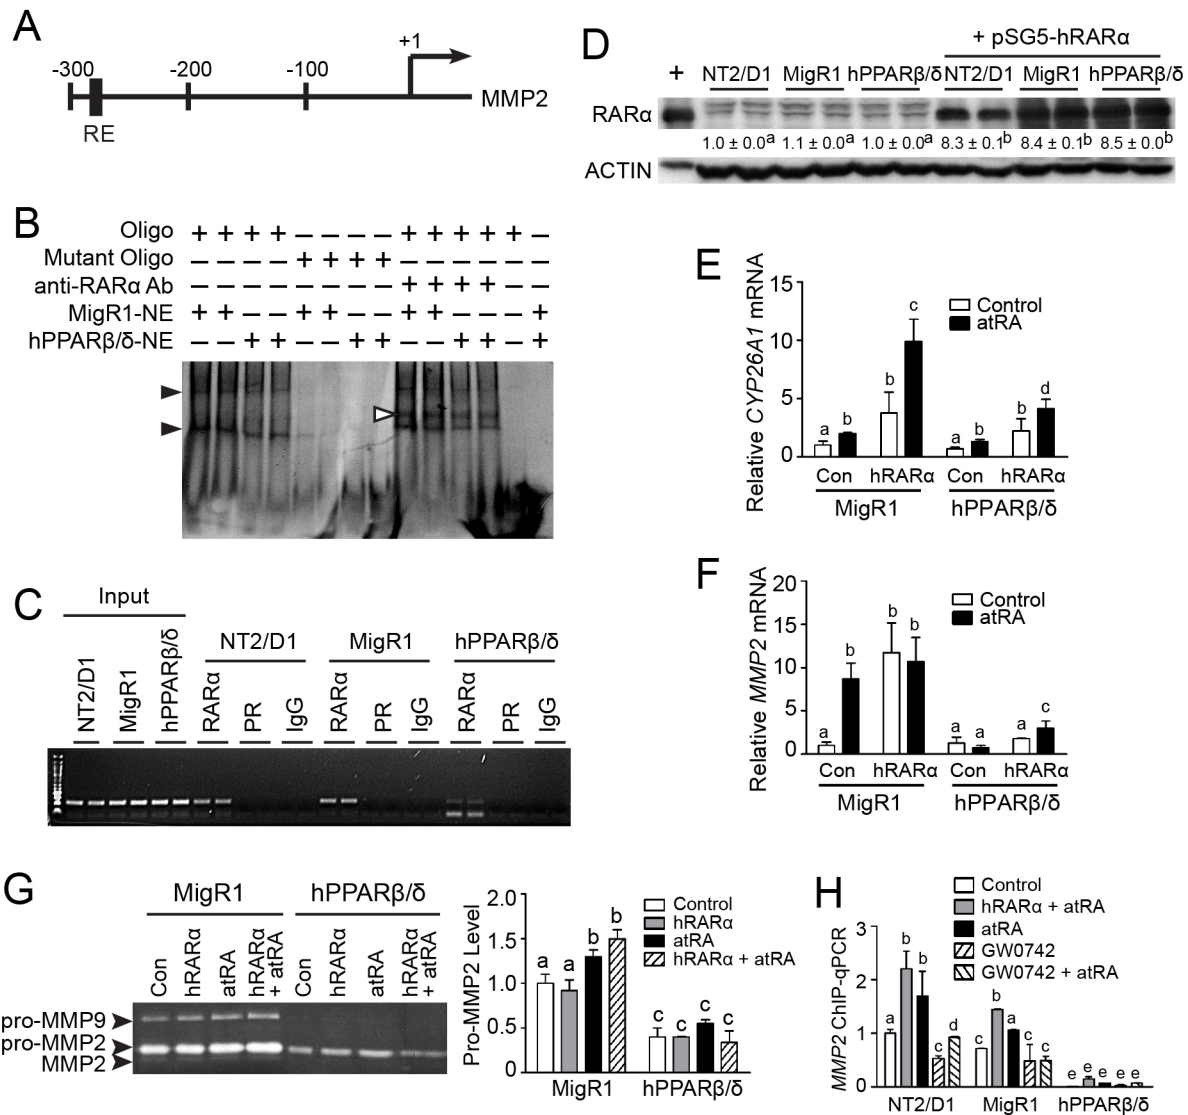 A
-300
-200
-100
+1
MMP2
RE
B
Oligo + + + + – – – – + + + + + –
Mutant Oligo – – – – + + + + – – – – – –
anti-RARα Ab – – – – – – – – + + + + – –
MigR1-NE + + – – + + – – + + – – – +
hPPARβ/δ-NE – – + + – – + + – – + + – +
C
Input
NT2/D1
MigR1
hPPARβ/δ
NT2/D1
MigR1
hPPARβ/δ
RARα
PR
IgG
RARα
PR
IgG
RARα
PR
IgG
D
+ pSG5-hRARα
+ NT2/D1 MigR1 hPPARβ/δ NT2/D1 MigR1 hPPARβ/δ
RARα
1.0 ± 0.0a 1.1 ± 0.0a 1.0 ± 0.0a 8.3 ± 0.1b 8.4 ± 0.1b 8.5 ± 0.0b
ACTIN
E
Relative CYP26A1 mRNA
15
10
5
0
Control
atRA
a b b c a b b d
Con hRARα Con hRARα
MigR1 hPPARβ/δ
F
Relative MMP2 mRNA
20
15
10
5
0
Control
atRA
a b b b a a a c
Con hRARα Con hRARα
MigR1 hPPARβ/δ
G
MigR1 hPPARβ/δ
Con
hRARα
atRA
hRARα + atRA
Con
hRARα
atRA
hRARα + atRA
pro-MMP9
pro-MMP2
MMP2
Pro-MMP2 Level
2.0
1.5
1.0
0.5
0
Control
hRARα
atRA
hRARα + atRA
a a b b c c c c
MigR1 hPPARβ/δ
H
MMP2 ChIP-qPCR
3
2
1
0
Control
hRARα + atRA
atRA
GW0742
GW0742 + atRA
a b b c d c b a c c e e e e e
NT2/D1 MigR1 hPPARβ/δ